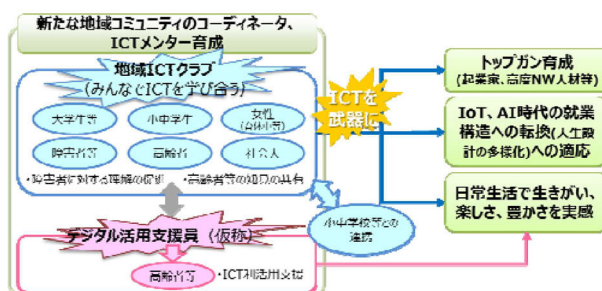 新たな地域コミュニティのコーディネータ、
ICTメンター育成
地域ICTクラブ
(みんなでICTを学び合う)
大学生等
小中学生
女性
障害者等
高齢者
社会人
・障害者に対する理解の促進 ・高齢者等の知見の共有
デジタル活用支援員(仮称)
高齢者等
・ICT利活用支援
小中学校等との
連携
ICTを
武器に
トップガン育成
(起業家、高度NW人材等)
IoT、AI時代の就業
構造への転換(人生設
計の多様化)への適応
日常生活で生きがい、
楽しさ、豊かさを実感